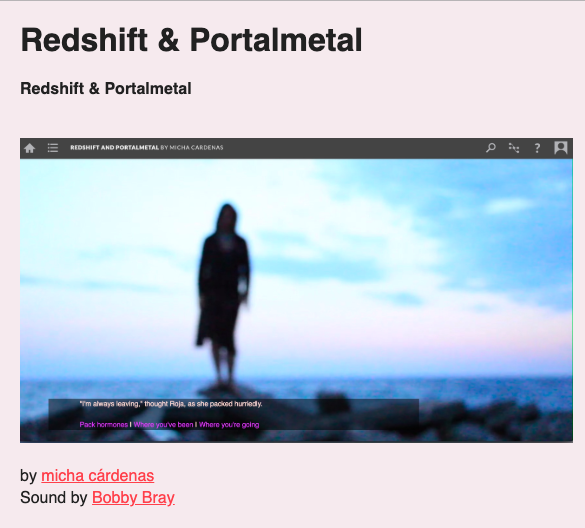 Redshift & Portalmetal
Redshift & Portalmetal
REDSHIFT AND PORTALMETAL BY MICHA CÁRDENAS
?
"I'm always leaving," thought Roja, as she packed hurriedly.
Pack hormones | Where you've been | Where you're going
by micha cárdenas
Sound by Bobby Bray